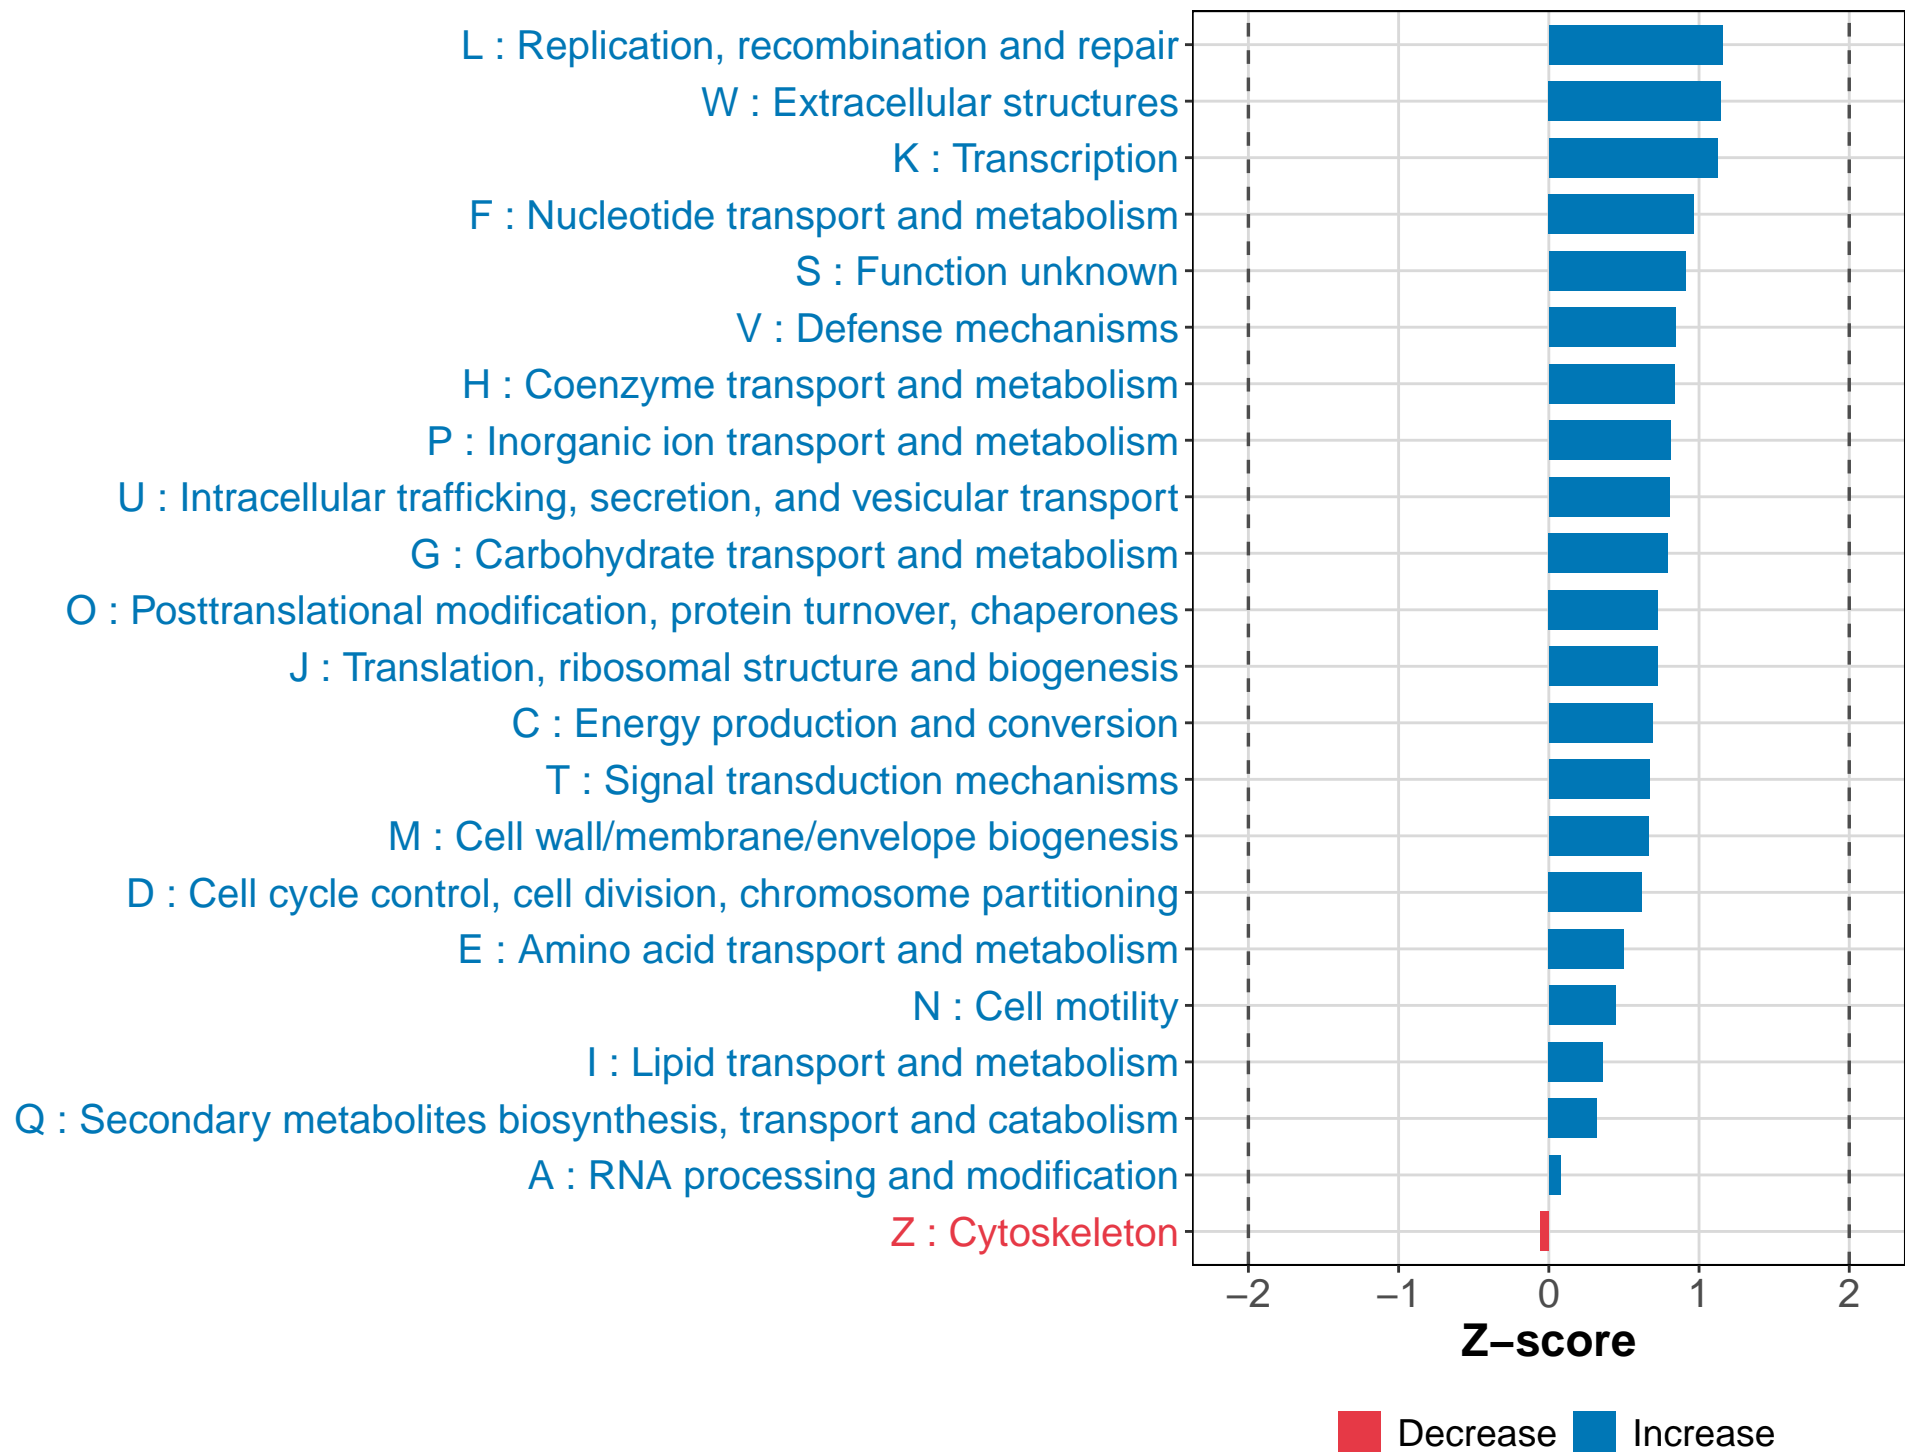 L : Replication, recombination and repair
W : Extracellular structures
K : Transcription
F : Nucleotide transport and metabolism
S : Function unknown
V : Defense mechanisms
H : Coenzyme transport and metabolism
P : Inorganic ion transport and metabolism
U : Intracellular trafficking, secretion, and vesicular transport
G : Carbohydrate transport and metabolism
O : Posttranslational modification, protein turnover, chaperones
J : Translation, ribosomal structure and biogenesis
C : Energy production and conversion
T : Signal transduction mechanisms
M : Cell wall/membrane/envelope biogenesis
D : Cell cycle control, cell division, chromosome partitioning
E : Amino acid transport and metabolism
N : Cell motility
I : Lipid transport and metabolism
Q : Secondary metabolites biosynthesis, transport and catabolism
A : RNA processing and modification
Z : Cytoskeleton
−2 −1 0 1 2
Z−score
Decrease Increase